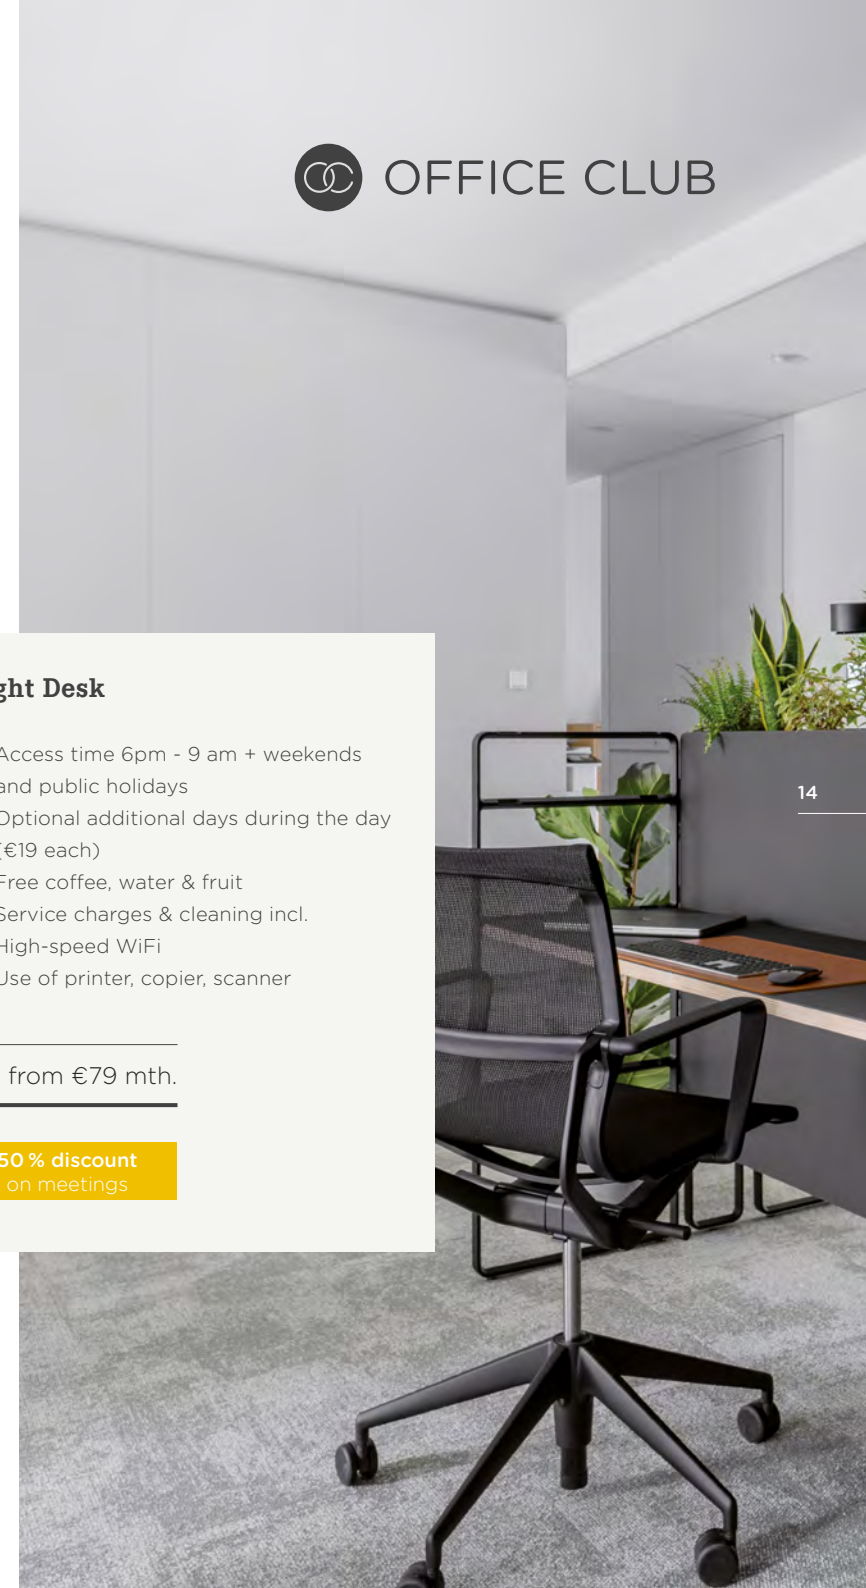 OFFICE CLUB
ght Desk
Access time 6pm - 9 am + weekends
and public holidays
Optional additional days during the day
(€19 each)
Free coffee, water & fruit
Service charges & cleaning incl.
High-speed WiFi
Use of printer, copier, scanner
14
from €79 mth.
50 % discount
on meetings